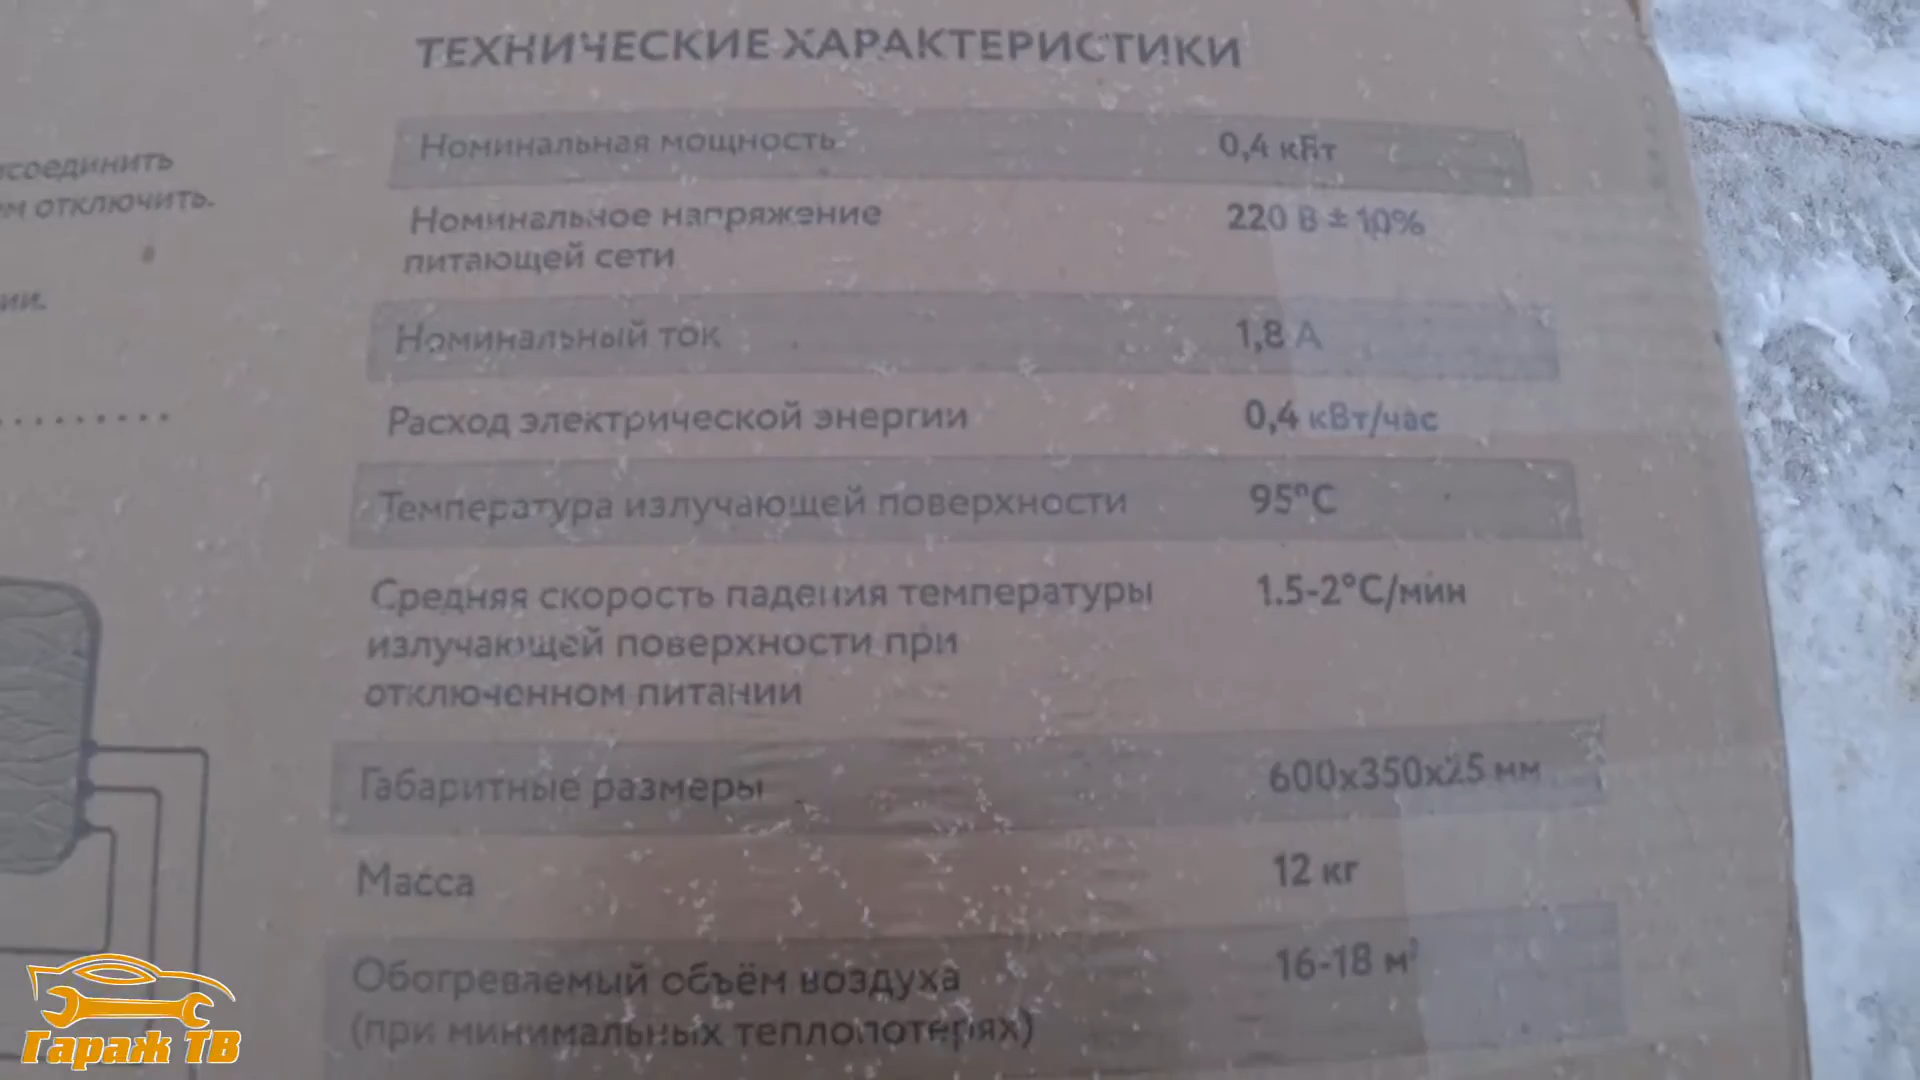 ТЕХНИЧЕСКИЕ ХАРАКТЕРИСТИКИ
соединить
отключить.
Номинальная мощность 0,4 кВт
Номинальное напряжение 220 В ± 10%
питающей сети
Номинальный ток 1,8 А
Расход электрической энергии 0,4 кВт/час
Температура излучающей поверхности 95°C
Средняя скорость падения температуры 1.5-2°C/мин
излучающей поверхности при
отключенном питании
Габаритные размеры 600х350х25 мм
Масса 12 кг
Обогреваемый объём воздуха 16-18 м³
(при минимальных теплопотерях)
Гараж ТВ